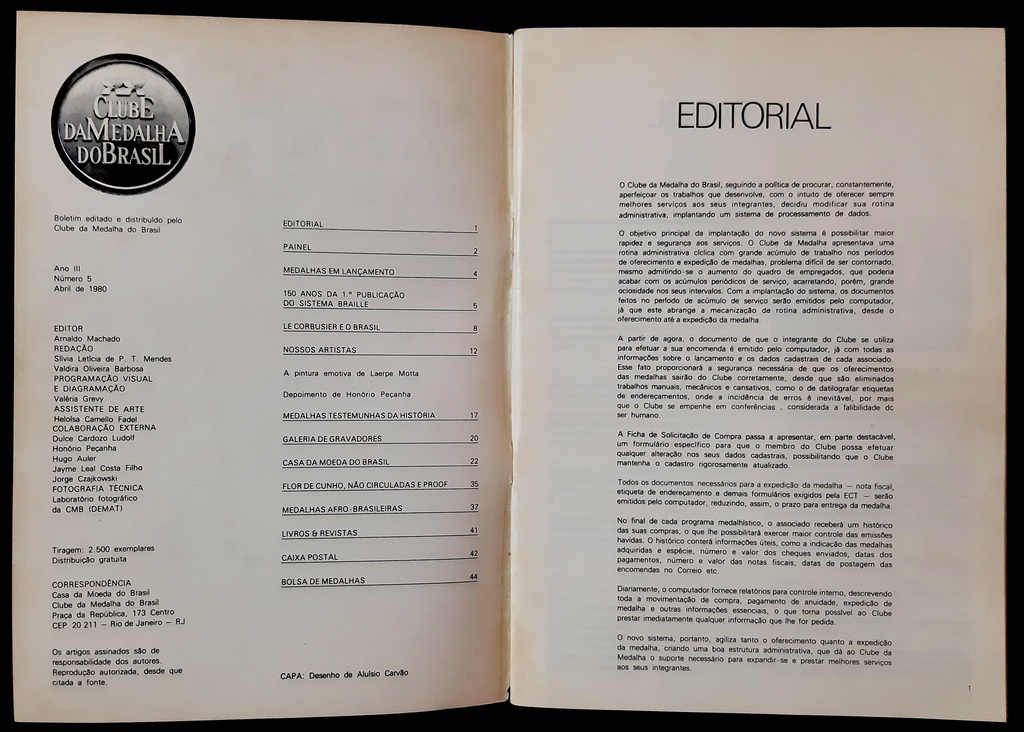 CLUBE
DA MEDALHA
DO BRASIL
Boletim editado e distribuído pelo
Clube da Medalha do Brasil
Ano III
Número 5
Abril de 1980
EDITOR
Arnaldo Machado
REDAÇÃO
Sílvia Letícia de P. T. Mendes
Valdira Oliveira Barbosa
PROGRAMAÇÃO VISUAL
E DIAGRAMAÇÃO
Valéria Grevy
ASSISTENTE DE ARTE
Heloísa Camello Fadel
COLABORAÇÃO EXTERNA
Dulce Cardozo Ludolf
Honório Peçanha
Hugo Auler
Jayme Leal Costa Filho
Jorge Czajkowski
FOTOGRAFIA TÉCNICA
Laboratório fotográfico
da CMB (DEMAT)
Tiragem: 2.500 exemplares
Distribuição gratuita
CORRESPONDÊNCIA
Casa da Moeda do Brasil
Clube da Medalha do Brasil
Praça da República, 173 Centro
CEP 20 211 — Rio de Janeiro — RJ
Os artigos assinados são de
responsabilidade dos autores.
Reprodução autorizada, desde que
citada a fonte.
EDITORIAL 1
PAINEL 2
MEDALHAS EM LANÇAMENTO 4
150 ANOS DA 1.ª PUBLICAÇÃO
DO SISTEMA BRAILLE 5
LE CORBUSIER E O BRASIL 8
NOSSOS ARTISTAS 12
A pintura emotiva de Laerpe Motta
Depoimento de Honório Peçanha
MEDALHAS TESTEMUNHAS DA HISTÓRIA 17
GALERIA DE GRAVADORES 20
CASA DA MOEDA DO BRASIL 22
FLOR DE CUNHO, NÃO CIRCULADAS E PROOF 35
MEDALHAS AFRO-BRASILEIRAS 37
LIVROS & REVISTAS 41
CAIXA POSTAL 42
BOLSA DE MEDALHAS 44
CAPA: Desenho de Aluísio Carvão
EDITORIAL
O Clube da Medalha do Brasil, seguindo a política de procurar, constantemente,
aperfeiçoar os trabalhos que desenvolve, com o intuito de oferecer sempre
melhores serviços aos seus integrantes, decidiu modificar sua rotina
administrativa, implantando um sistema de processamento de dados.
O objetivo principal da implantação do novo sistema é possibilitar maior
rapidez e segurança aos serviços. O Clube da Medalha apresentava uma
rotina administrativa cíclica com grande acúmulo de trabalho nos períodos
de oferecimento e expedição de medalhas, problema difícil de ser contornado,
mesmo admitindo-se o aumento do quadro de empregados, que poderia
acabar com os acúmulos periódicos de serviço, acarretando, porém, grande
ociosidade nos seus intervalos. Com a implantação do sistema, os documentos
feitos no período de acúmulo de serviço serão emitidos pelo computador,
já que este abrange a mecanização de rotina administrativa, desde o
oferecimento até a expedição da medalha.
A partir de agora, o documento de que o integrante do Clube se utiliza
para efetuar a sua encomenda é emitido pelo computador, já com todas as
informações sobre o lançamento e os dados cadastrais de cada associado.
Esse fato proporcionará a segurança necessária de que os oferecimentos
das medalhas sairão do Clube corretamente, desde que são eliminados
trabalhos manuais, mecânicos e cansativos, como o de datilografar etiquetas
de endereçamentos, onde a incidência de erros é inevitável, por mais
que o Clube se empenhe em conferências , considerada a falibilidade do
ser humano.
A Ficha de Solicitação de Compra passa a apresentar, em parte destacável,
um formulário específico para que o membro do Clube possa efetuar
qualquer alteração nos seus dados cadastrais, possibilitando que o Clube
mantenha o cadastro rigorosamente atualizado.
Todos os documentos necessários para a expedição da medalha — nota fiscal,
etiqueta de endereçamento e demais formulários exigidos pela ECT — serão
emitidos pelo computador, reduzindo, assim, o prazo para entrega da medalha.
No final de cada programa medalhístico, o associado receberá um histórico
das suas compras, o que lhe possibilitará exercer maior controle das emissões
havidas. O histórico conterá informações úteis, como a indicação das medalhas
adquiridas e espécie, número e valor dos cheques enviados, datas dos
pagamentos, número e valor das notas fiscais, datas de postagem das
encomendas no Correio etc.
Diariamente, o computador fornece relatórios para controle interno, descrevendo
toda a movimentação de compra, pagamento de anuidade, expedição de
medalha e outras informações essenciais, o que torna possível ao Clube
prestar imediatamente qualquer informação que lhe for pedida.
O novo sistema, portanto, agiliza tanto o oferecimento quanto a expedição
da medalha, criando uma boa estrutura administrativa, que dá ao Clube da
Medalha o suporte necessário para expandir-se e prestar melhores serviços
aos seus integrantes.
1